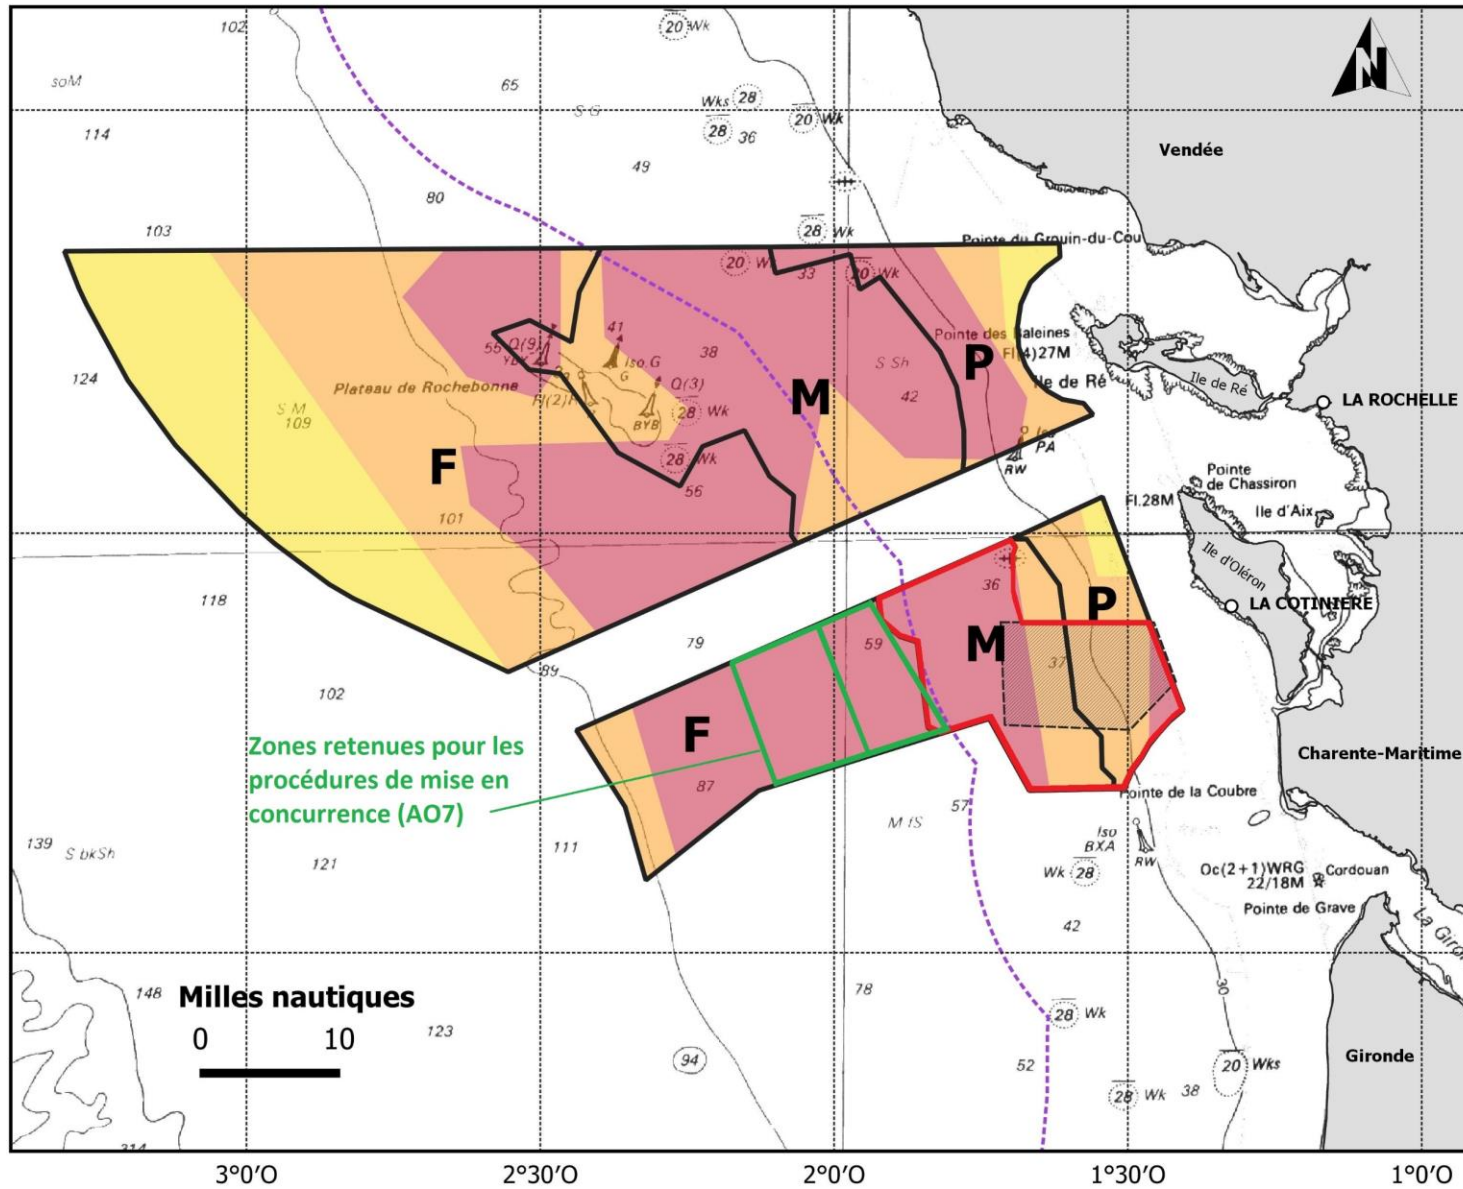 102
20 Wk
N
soM
65
Wks 28
S G
20 Wk
114
28
36
Vendée
49
80
103
28 Wk
Pointe du Grouin-du-Cou
20 W
33
20 Wk
41
Pointe des Baleines
55
Q(9)
38
Fl(4)27M
P
Iso.G
S Sh
G
Ile de Ré
Ile de Ré
124
Plateau de Rochebonne
Q(3)
M
42
LA ROCHELLE
S M
28 Wk
109
BYB
Iso
PA
F
28 Wk
RW
Pointe
de Chassiron
56
Fl.28M
101
Ile d'Aix
Ile d'Oléron
36
118
P
LA COTINIERE
79
59
M
89
37
102
F
Zones retenues pour les
procédures de mise en
concurrence (AO7)
Charente-Maritime
87
Pointe de la Coubre
57
M fS
139
S bkSh
111
Iso
BXA
121
RW
Wk 28
Oc(2+1)WRG
22/18M
Cordouan
Pointe de Grave
42
La Giron
148
Milles nautiques
78
30
0 10
123
28 Wk
94
52
20 Wks
Gironde
28 Wk
38
314
3°0'O
2°30'O
2°0'O
1°30'O
1°0'O